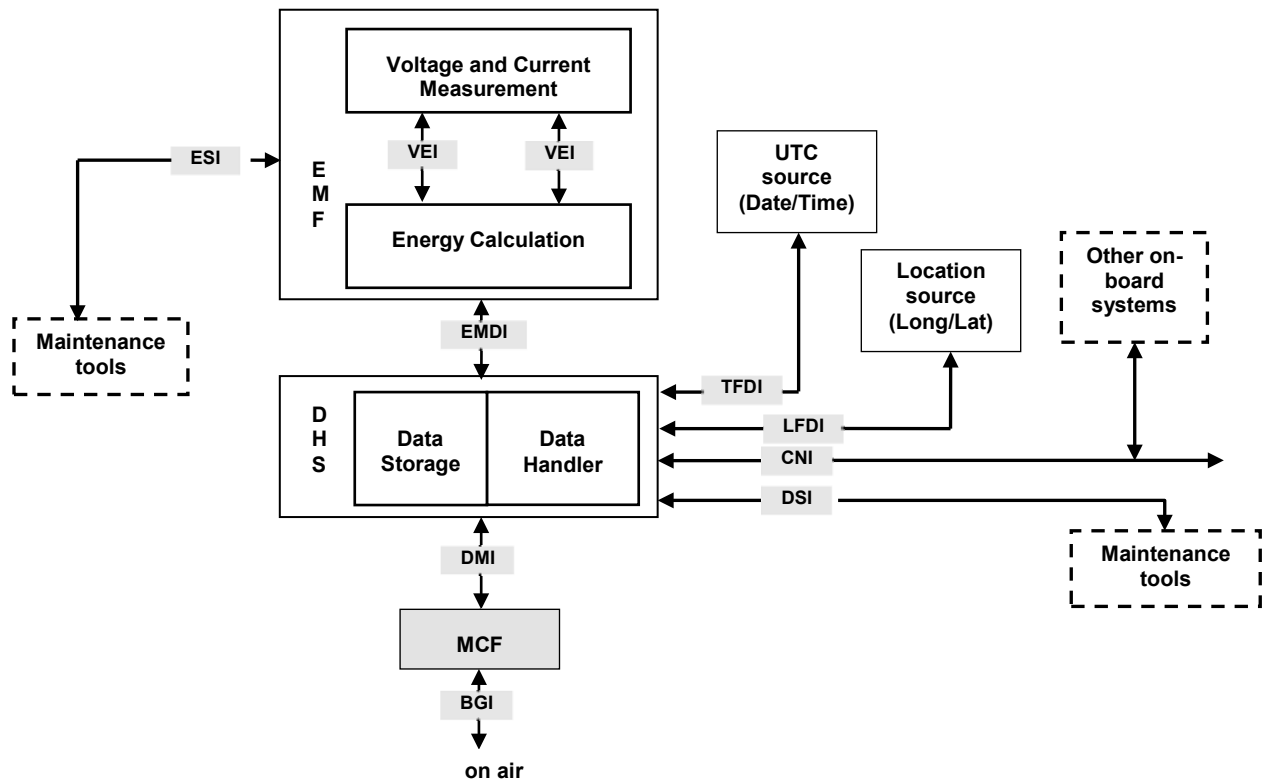 Voltage and Current
Measurement
VEI
VEI
ESI
E
M
F
Energy Calculation
UTC
source
(Date/Time)
Location
source
(Long/Lat)
Other on-
board
systems
Maintenance
tools
EMDI
TFDI
D
H
S
Data
Storage
Data
Handler
LFDI
CNI
DSI
Maintenance
tools
DMI
MCF
BGI
on air